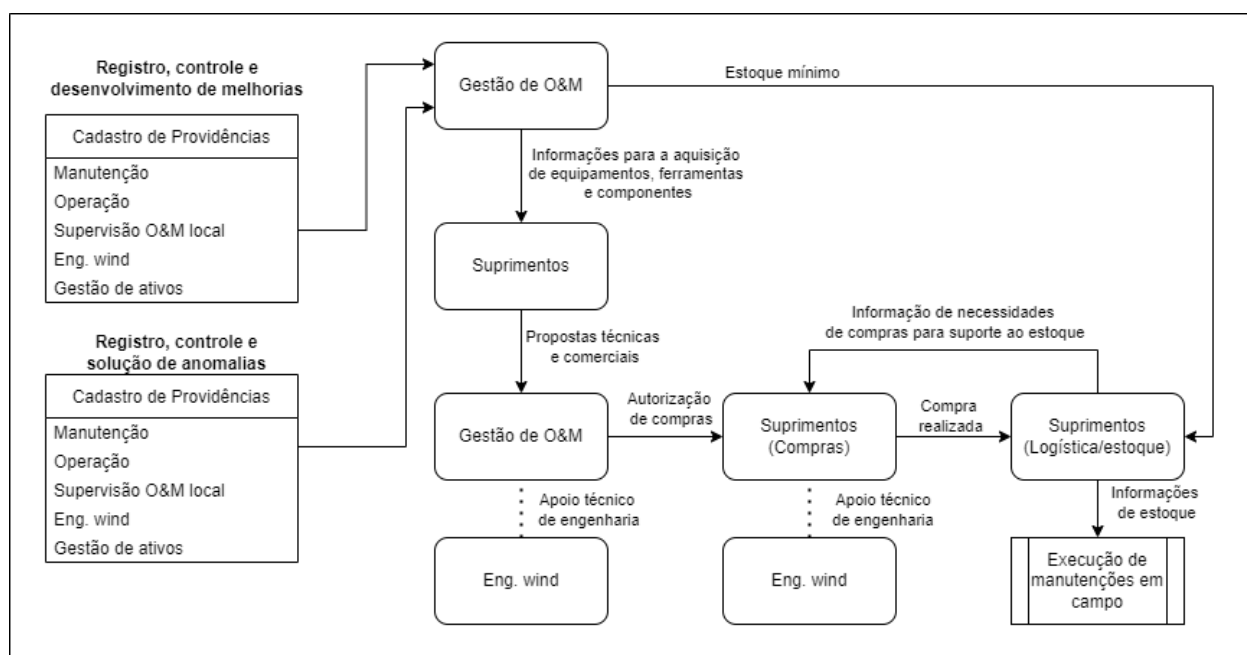 Registro, controle e
desenvolvimento de melhorias
Cadastro de Providências
Manutenção
Operação
Supervisão O&M local
Eng. wind
Gestão de ativos
Registro, controle e
solução de anomalias
Cadastro de Providências
Manutenção
Operação
Supervisão O&M local
Eng. wind
Gestão de ativos
Gestão de O&M
Estoque mínimo
Informações para a aquisição
de equipamentos, ferramentas
e componentes
Suprimentos
Propostas técnicas
e comerciais
Gestão de O&M
Autorização
de compras
Apoio técnico
de engenharia
Eng. wind
Informação de necessidades
de compras para suporte ao estoque
Suprimentos
(Compras)
Compra
realizada
Apoio técnico
de engenharia
Eng. wind
Suprimentos
(Logística/estoque)
Informações
de estoque
Execução de
manutenções em
campo